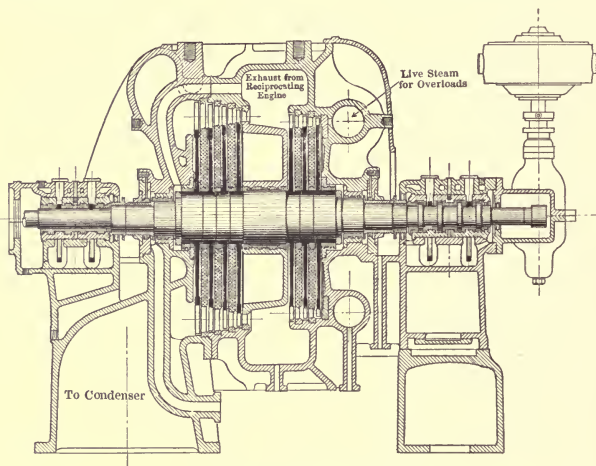 Exhaust from
Reciprocating
Engine
Live Steam
for Overloads
To Condenser